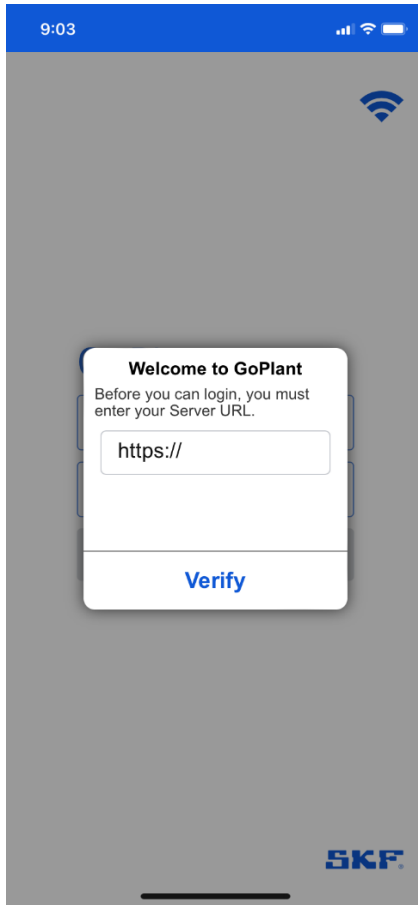 9:03
Welcome to GoPlant
Before you can login, you must
enter your Server URL.
https://
Verify
SKF.